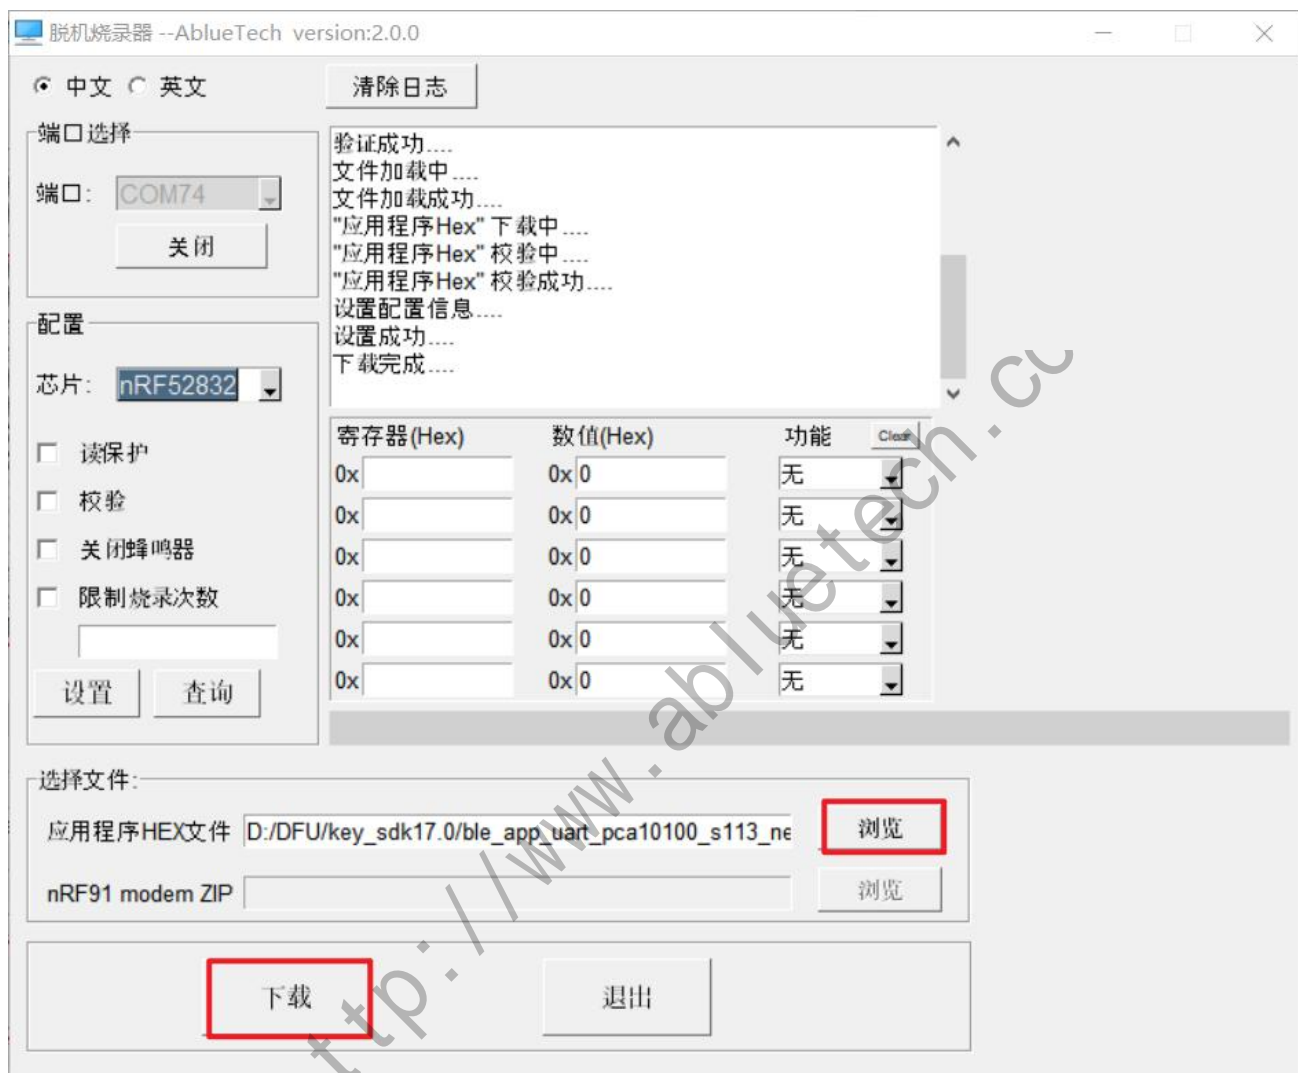 脱机烧录器 --AblueTech version:2.0.0
中文 英文
清除日志
端口选择
端口: COM74
关闭
验证成功....
文件加载中....
文件加载成功....
"应用程序Hex" 下载中....
"应用程序Hex" 校验中....
"应用程序Hex" 校验成功....
设置配置信息....
设置成功....
下载完成....
配置
芯片: nRF52832
读保护
校验
关闭蜂鸣器
限制烧录次数
设置 查询
寄存器(Hex) 数值(Hex) 功能 Clear
0x 0x 0 无
0x 0x 0 无
0x 0x 0 无
0x 0x 0 无
0x 0x 0 无
0x 0x 0 无
选择文件:
应用程序HEX文件 D:/DFU/key_sdk17.0/ble_app_uart_pca10100_s113_ne 浏览
nRF91 modem ZIP 浏览
下载 退出
ttp://www.abluetech.co